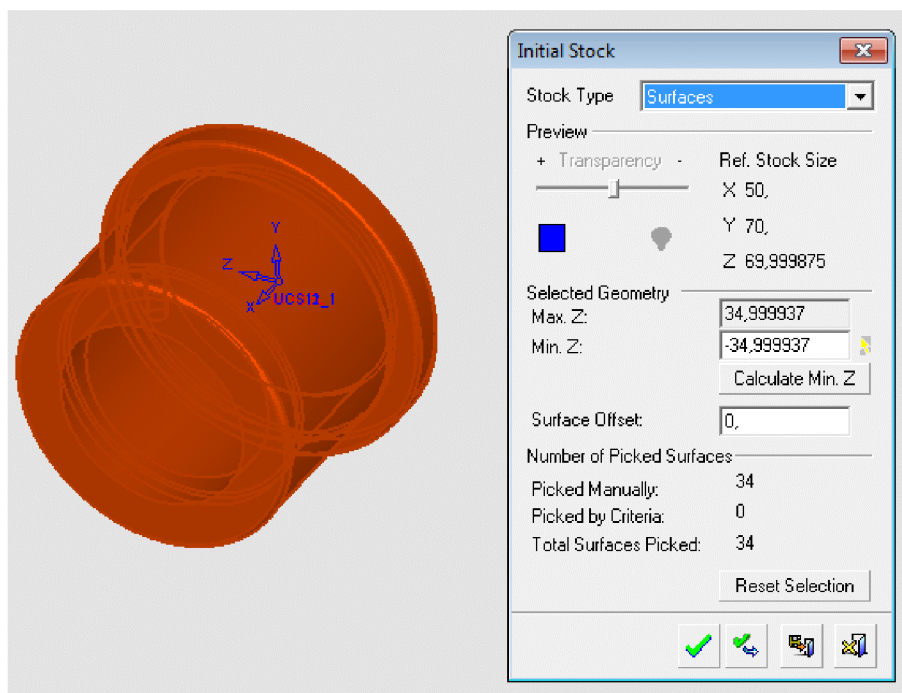 Initial Stock
Stock Type Surfaces
Preview
+ Transparency - Ref. Stock Size
X 50,
Y 70,
Z 69,999875
Selected Geometry
Max. Z: 34,999937
Min. Z: -34,999937
Calculate Min. Z
Surface Offset: 0,
Number of Picked Surfaces
Picked Manually: 34
Picked by Criteria: 0
Total Surfaces Picked: 34
Reset Selection
Y
Z
X